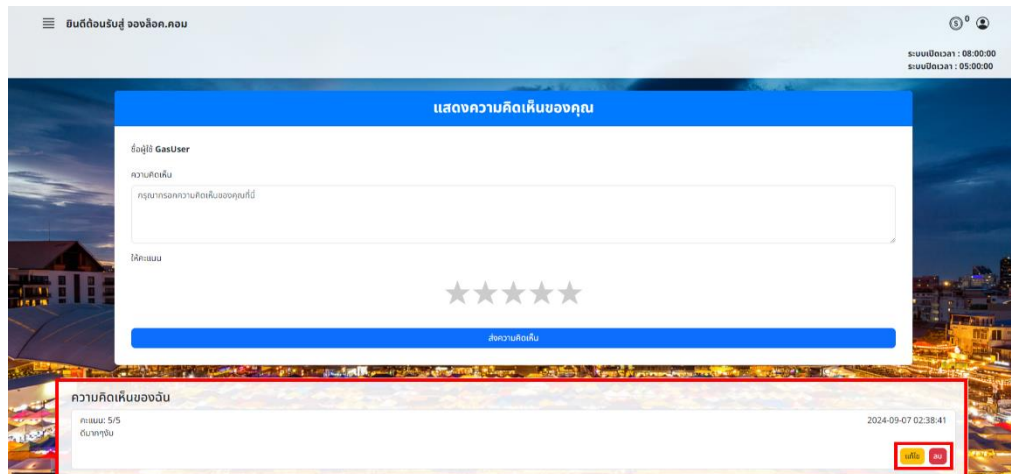 ยินดีต้อนรับสู่ จองล็อค.คอม
0
ระบบเปิดเวลา : 08:00:00
ระบบปิดเวลา : 05:00:00
แสดงความคิดเห็นของคุณ
ชื่อผู้ใช้ GasUser
ความคิดเห็น
กรุณากรอกความคิดเห็นของคุณที่นี่
ให้คะแนน
ส่งความคิดเห็น
ความคิดเห็นของฉัน
คะแนน: 5/5 2024-09-07 02:38:41
ดีมากๆงับ
แก้ไข ลบ